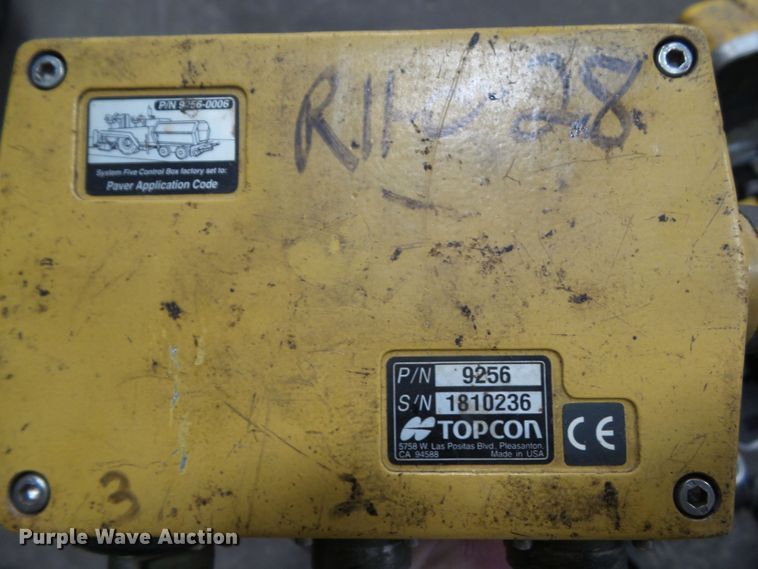 P/N 9256-0006
System Five Control Box factory set to:
Paver Application Code
28
P/N 9256
S/N 1810236
TOPCON
5758 W. Las Positas Blvd., Pleasanton,
CA 94588 Made in USA
CE
3
Purple Wave Auction